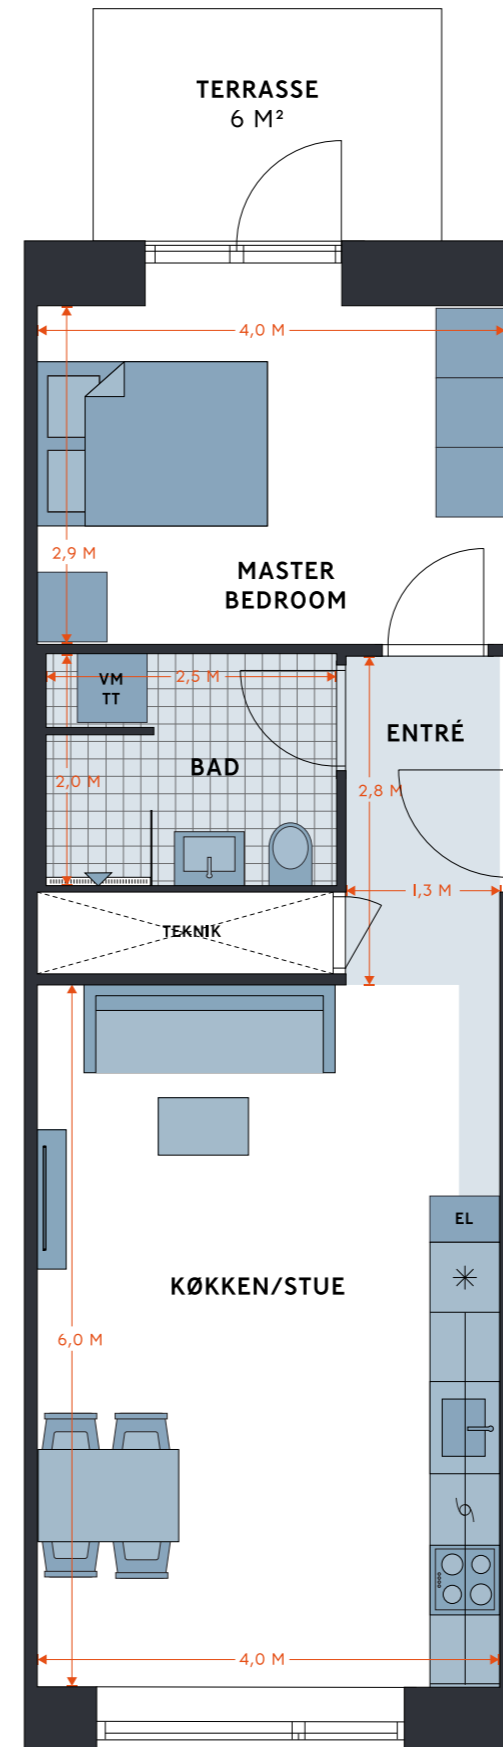 TERRASSE
6 M²
4,0 M
2,9 M
MASTER
BEDROOM
VM
TT
2,5 M
ENTRÉ
BAD
2,0 M
2,8 M
1,3 M
TEKNIK
EL
KØKKEN/STUE
6,0 M
4,0 M